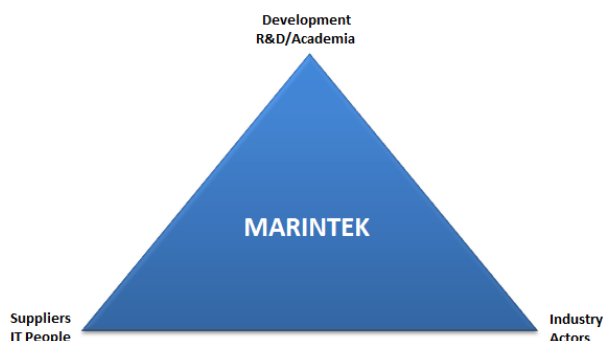 Development
R&D/Academia
MARINTEK
Suppliers
IT People
Industry
Actors